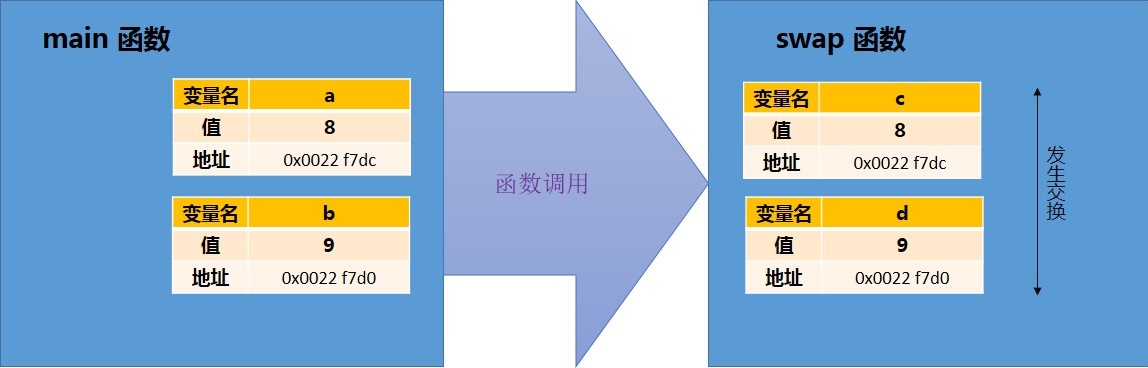 main 函数
变量名 a
值 8
地址 0x0022 f7dc
变量名 b
值 9
地址 0x0022 f7d0
函数调用
swap 函数
变量名 c
值 8
地址 0x0022 f7dc
变量名 d
值 9
地址 0x0022 f7d0
发生交换